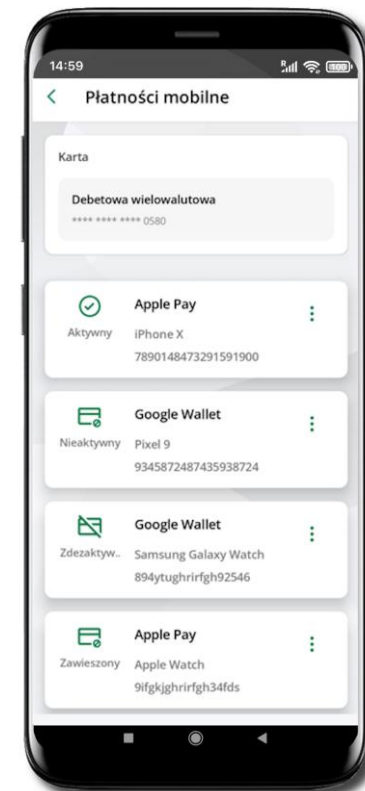 14:59
R
100
Płatności mobilne
Karta
Debetowa wielowalutowa
**** **** **** 0580
Apple Pay
Aktywny
iPhone X
7890148473291591900
Google Wallet
Nieaktywny
Pixel 9
9345872487435938724
Google Wallet
Zdezaktyw..
Samsung Galaxy Watch
894ytughrirfgh92546
Apple Pay
Zawieszony
Apple Watch
9ifgkjghrirfgh34fds